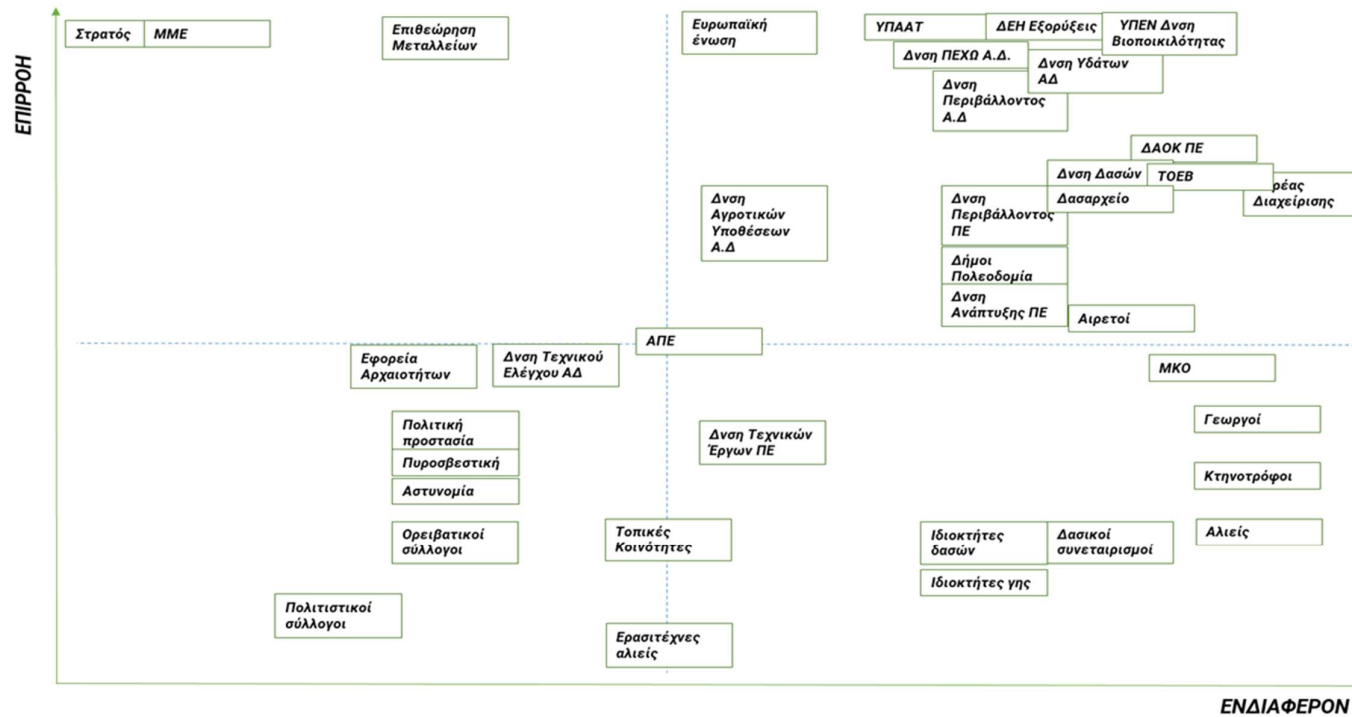 ΕΠΙΡΡΟΗ
Στρατός
ΜΜΕ
Επιθεώρηση
Μεταλλείων
Ευρωπαϊκή
ένωση
ΥΠΑΑΤ
ΔΕΗ Εξορύξεις
ΥΠΕΝ Δνση
Βιοποικιλότητας
Δνση ΠΕΧΩ Α.Δ.
Δνση Υδάτων
ΑΔ
Δνση
Περιβάλλοντος
Α.Δ
ΔΑΟΚ ΠΕ
Δνση Δασών
ΤΟΕΒ
Διαχείρισης
Δασαρχείο
Δνση
Αγροτικών
Υποθέσεων
Α.Δ
Δνση
Περιβάλλοντος
ΠΕ
Δήμοι
Πολεοδομία
Δνση
Ανάπτυξης ΠΕ
Αιρετοί
ΑΠΕ
Εφορεία
Αρχαιοτήτων
Δνση Τεχνικού
Ελέγχου ΑΔ
ΜΚΟ
Πολιτική
προστασία
Πυροσβεστική
Αστυνομία
Δνση Τεχνικών
Έργων ΠΕ
Γεωργοί
Κτηνοτρόφοι
Ορειβατικοί
σύλλογοι
Τοπικές
Κοινότητες
Ιδιοκτήτες
δασών
Δασικοί
συνεταιρισμοί
Αλιείς
Ιδιοκτήτες γης
Πολιτιστικοί
σύλλογοι
Ερασιτέχνες
αλιείς
ΕΝΔΙΑΦΕΡΟΝ